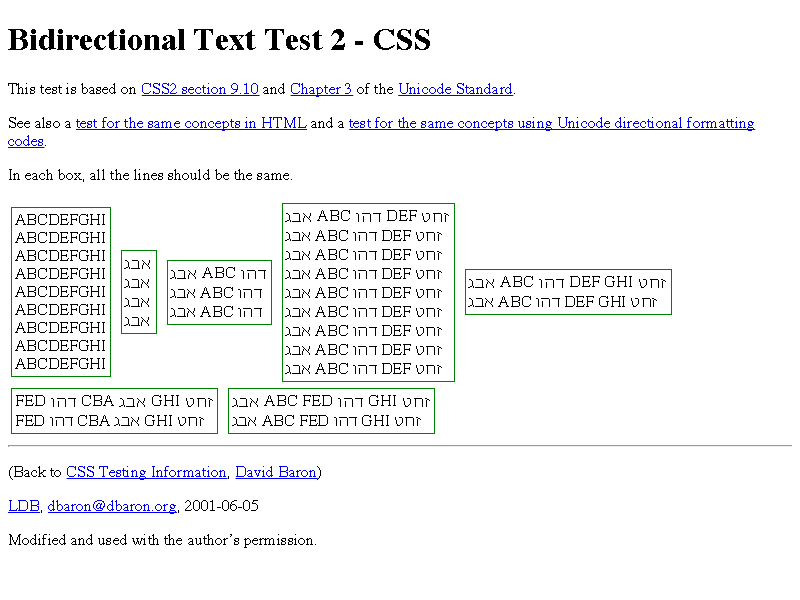 Bidirectional Text Test 2 - CSS
This test is based on CSS2 section 9.10 and Chapter 3 of the Unicode Standard.
See also a test for the same concepts in HTML and a test for the same concepts using Unicode directional formatting
codes.
In each box, all the lines should be the same.
ABCDEFGHI
ABCDEFGHI
ABCDEFGHI
ABCDEFGHI
ABCDEFGHI
ABCDEFGHI
ABCDEFGHI
ABCDEFGHI
ABCDEFGHI
אבג
אבג
אבג
אבג
אבג ABC דהו
אבג ABC דהו
אבג ABC דהו
אבג ABC דהו DEF זחט
אבג ABC דהו DEF זחט
אבג ABC דהו DEF זחט
אבג ABC דהו DEF זחט
אבג ABC דהו DEF זחט
אבג ABC דהו DEF זחט
אבג ABC דהו DEF זחט
אבג ABC דהו DEF זחט
אבג ABC דהו DEF זחט
אבג ABC דהו DEF GHI זחט
אבג ABC דהו DEF GHI זחט
FED דהו CBA אבג GHI זחט
FED דהו CBA אבג GHI זחט
אבג ABC FED דהו GHI זחט
אבג ABC FED דהו GHI זחט
(Back to CSS Testing Information, David Baron)
LDB, dbaron@dbaron.org, 2001-06-05
Modified and used with the author's permission.